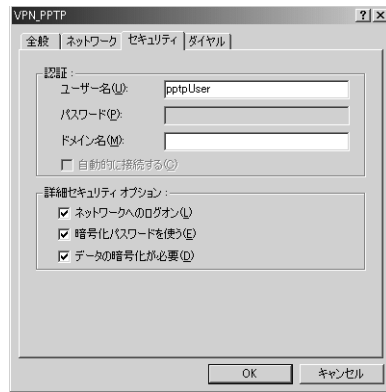 VPN_PPTP
全般 ネットワーク セキュリティ ダイヤル
認証:
ユーザー名(U): pptpUser
パスワード(P):
ドメイン名(M):
自動的に接続する(C)
詳細セキュリティ オプション:
ネットワークへのログオン(L)
暗号化パスワードを使う(E)
データの暗号化が必要(D)
OK キャンセル